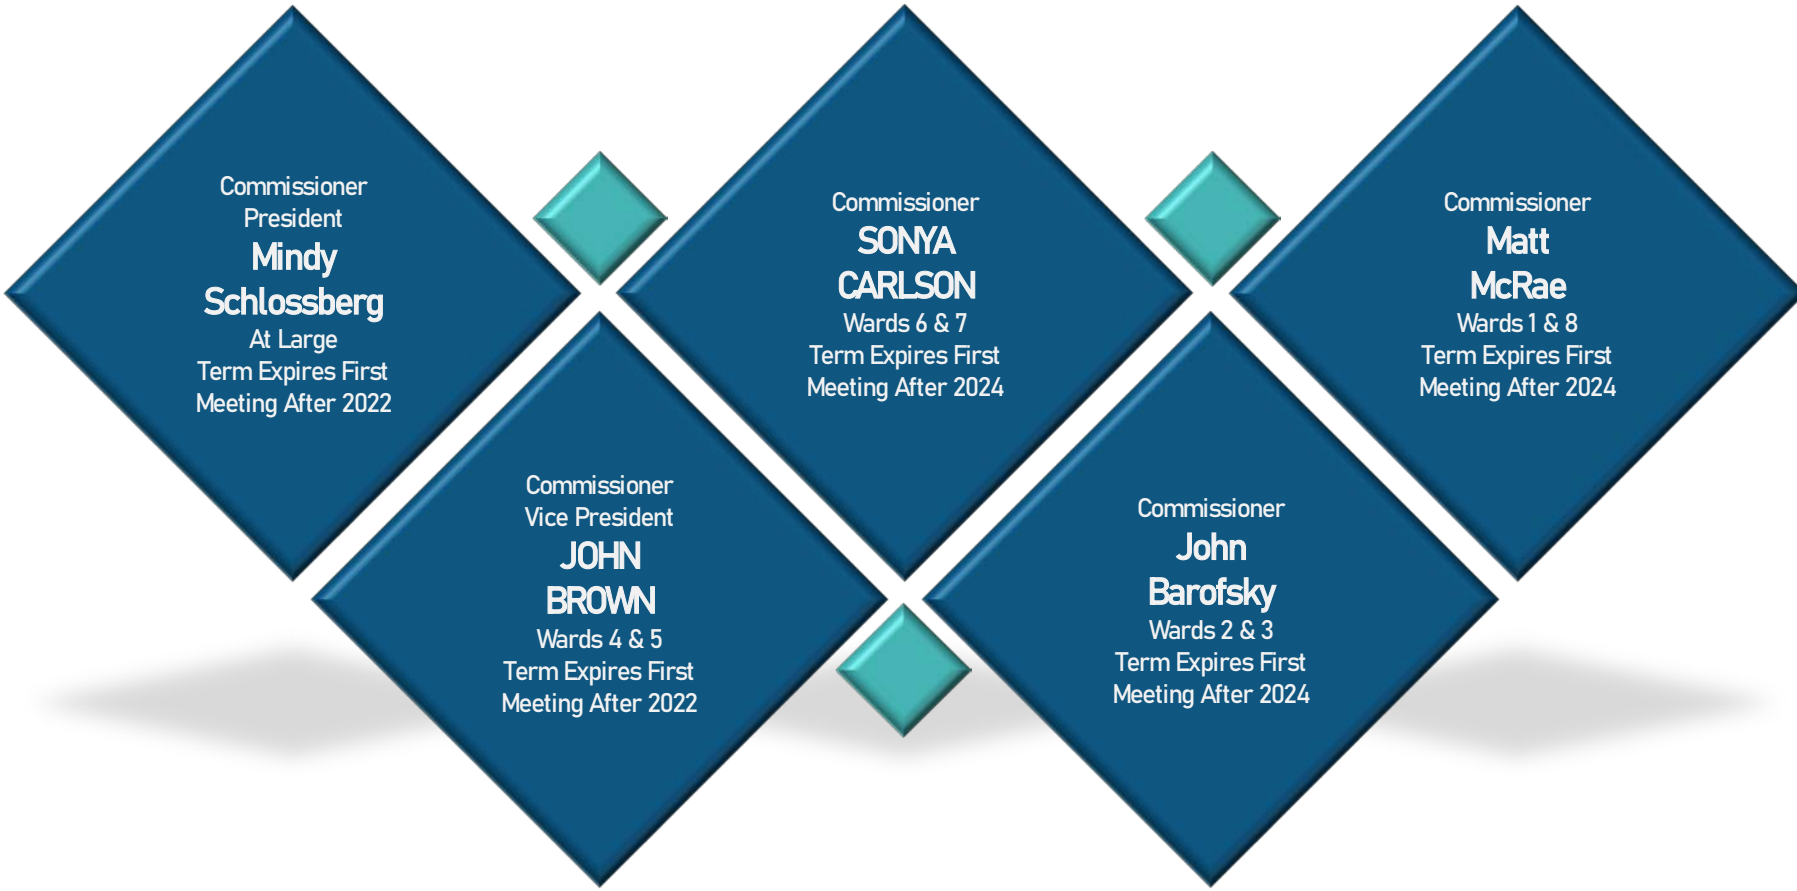 Commissioner
President
Mindy
Schlossberg
At Large
Term Expires First
Meeting After 2022
Commissioner
Vice President
JOHN
BROWN
Wards 4 & 5
Term Expires First
Meeting After 2022
Commissioner
SONYA
CARLSON
Wards 6 & 7
Term Expires First
Meeting After 2024
Commissioner
John
Barofsky
Wards 2 & 3
Term Expires First
Meeting After 2024
Commissioner
Matt
McRae
Wards 1 & 8
Term Expires First
Meeting After 2024